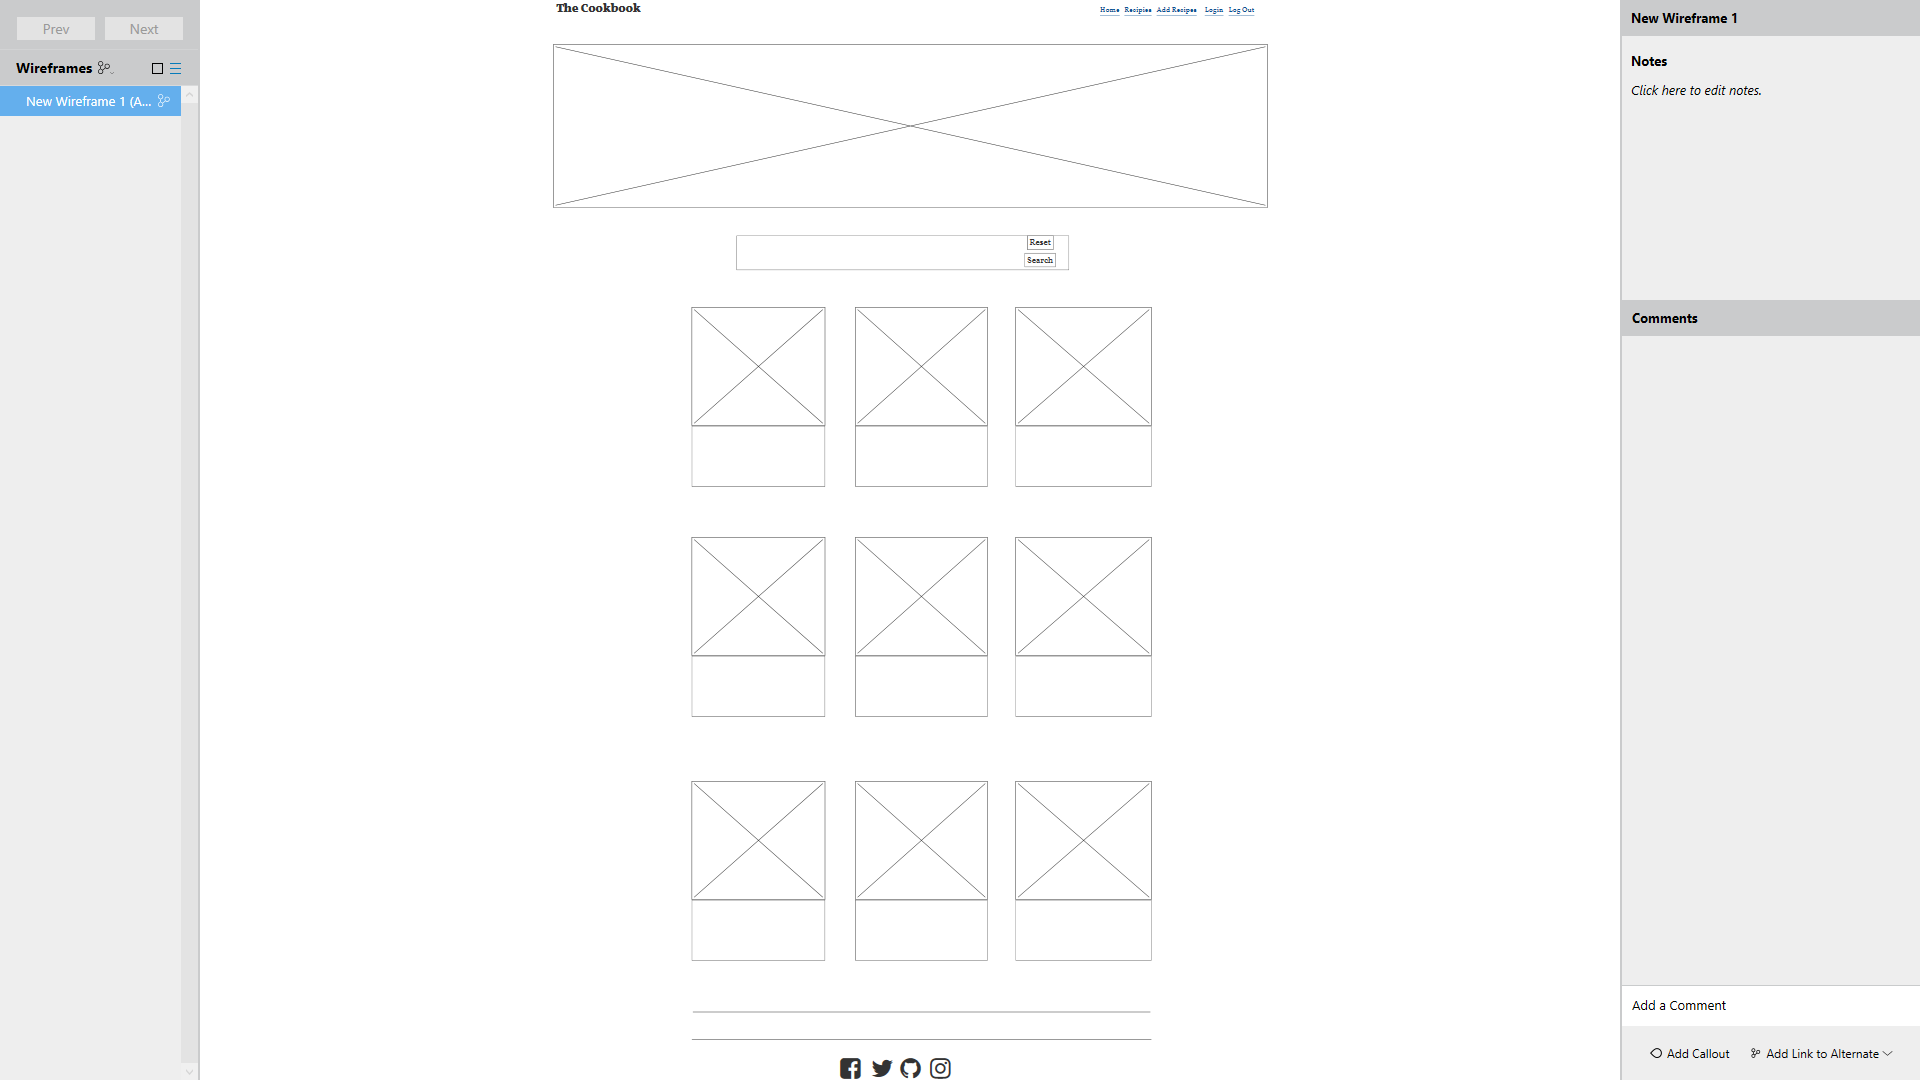 Prev Next
Wireframes
New Wireframe 1 (A...
The Cookbook
Home Recipies Add Recipes Login Log Out
Reset
Search
New Wireframe 1
Notes
Click here to edit notes.
Comments
Add a Comment
Add Callout Add Link to Alternate